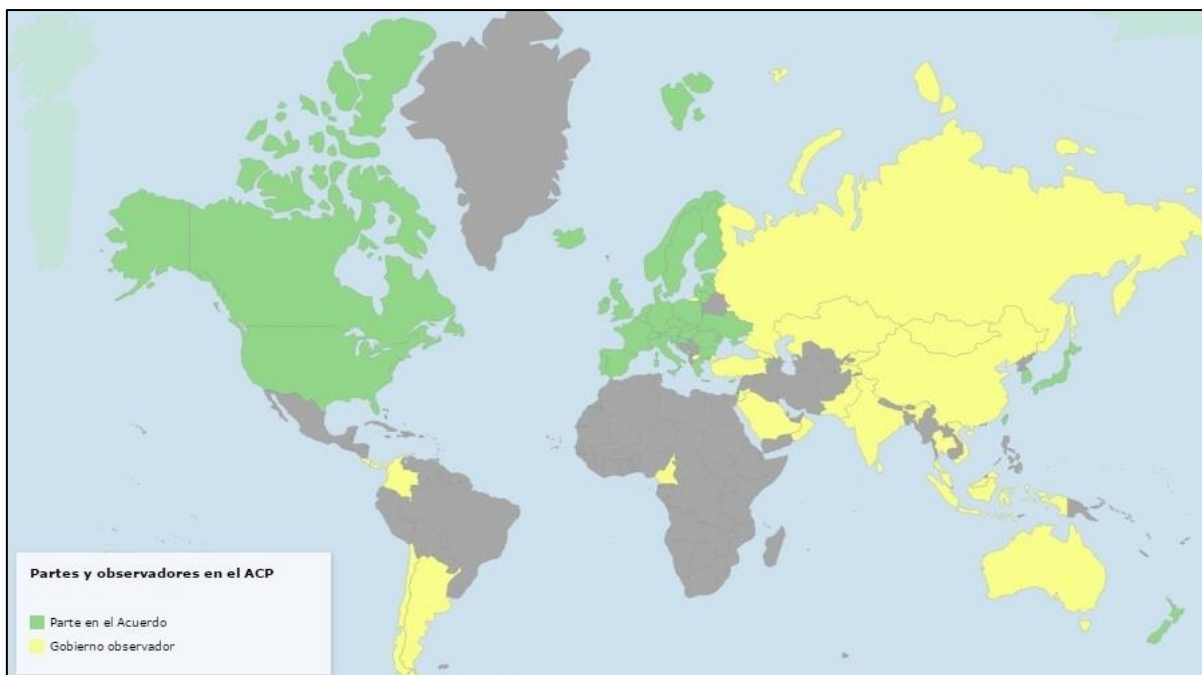 Partes y observadores en el ACP
Parte en el Acuerdo
Gobierno observador